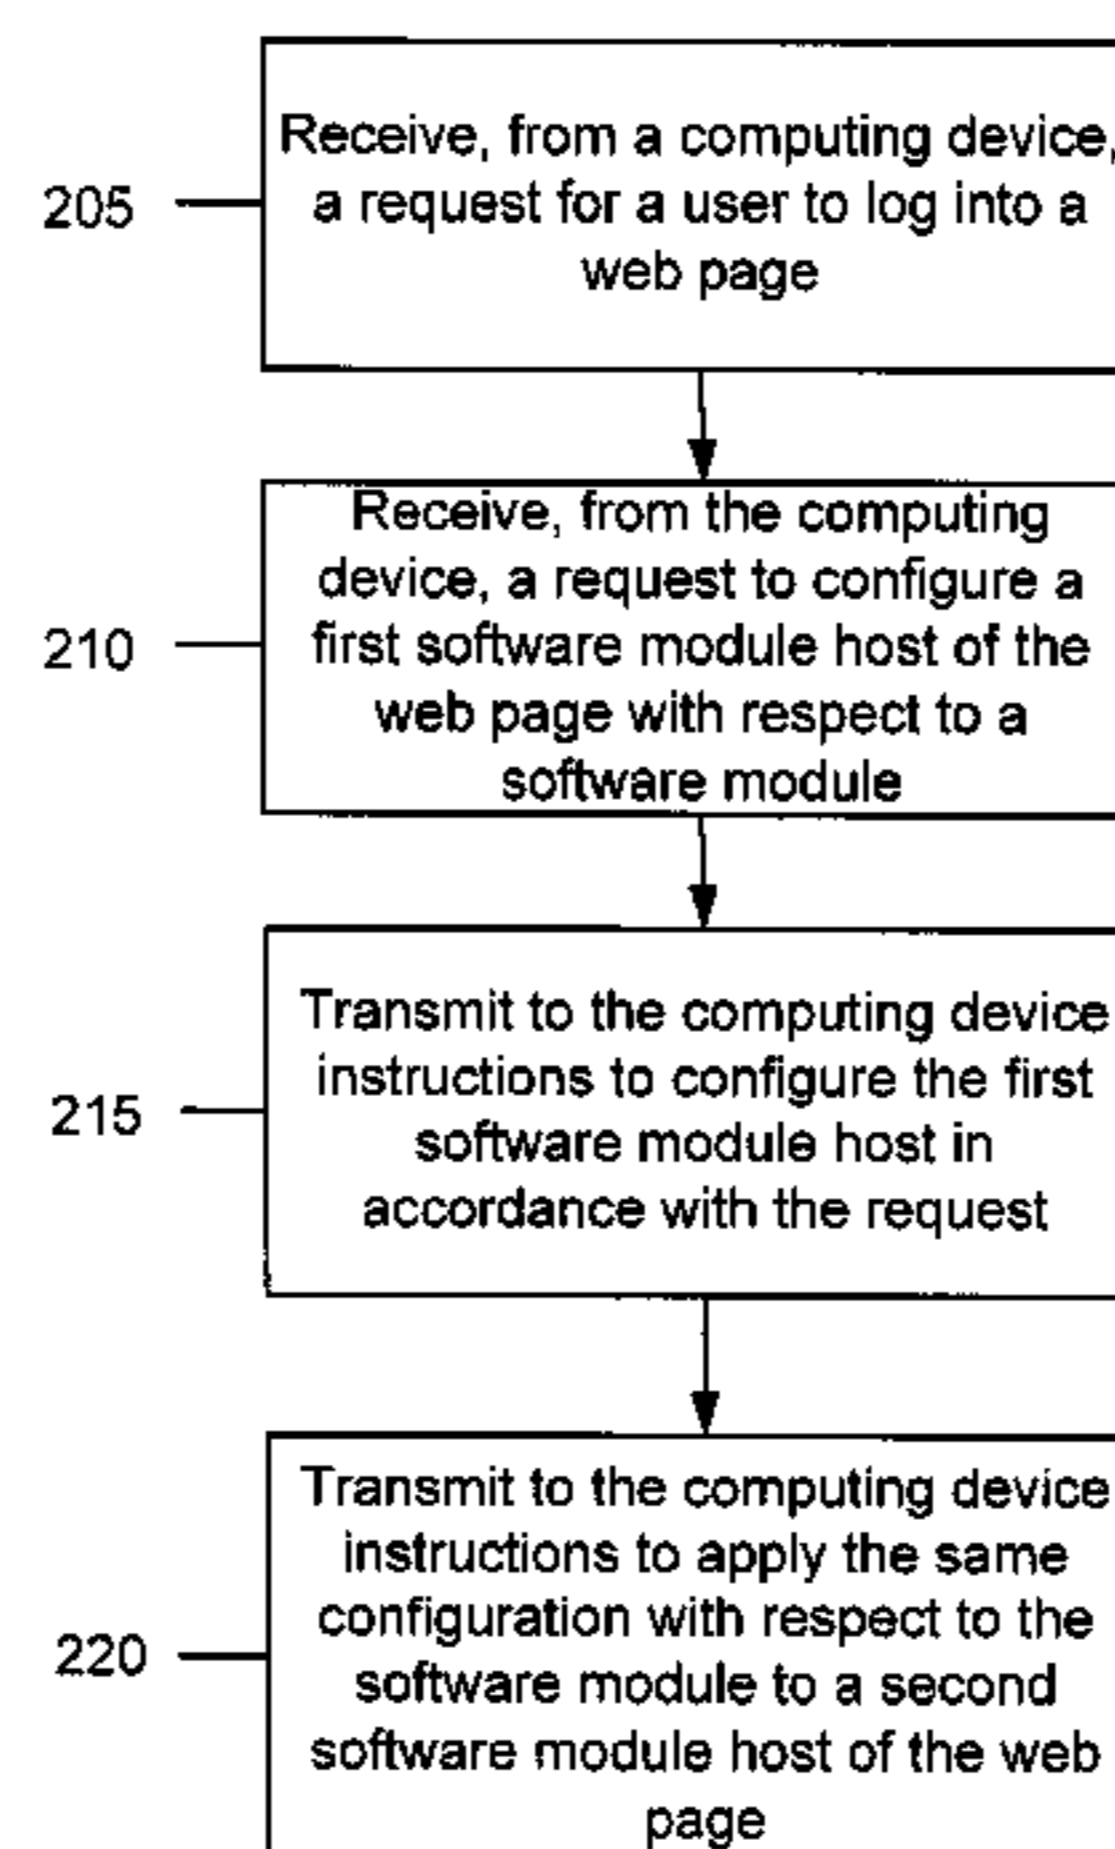 Receive, from a computing device,
205
a request for a user to log into a
web page
Receive, from the computing
device, a request to configure a
210
first software module host of the
web page with respect to a
software module
Transmit to the computing device
instructions to configure the first
215
software module host in
accordance with the request
Transmit to the computing device
instructions to apply the same
configuration with respect to the
220
software module to a second
software module host of the web
page